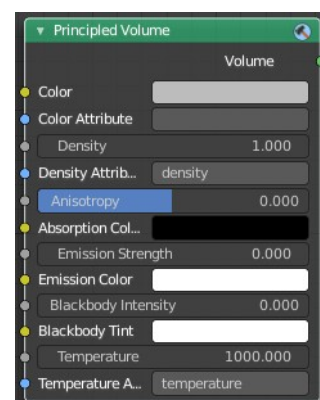 Principled Volume
Volume
Color
Color Attribute
Density 1.000
Density Attrib... density
Anisotropy 0.000
Absorption Col...
Emission Strength 0.000
Emission Color
Blackbody Intensity 0.000
Blackbody Tint
Temperature 1000.000
Temperature A... temperature